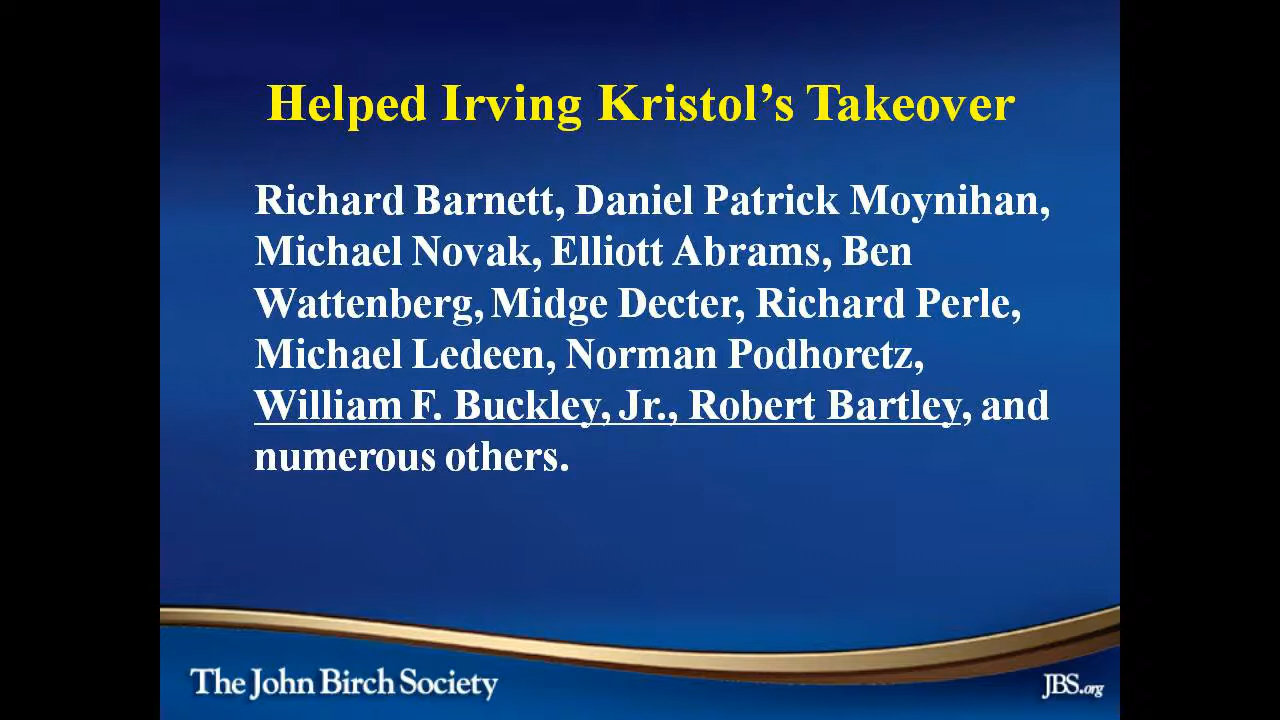 Helped Irving Kristol's Takeover
Richard Barnett, Daniel Patrick Moynihan,
Michael Novak, Elliott Abrams, Ben
Wattenberg, Midge Decter, Richard Perle,
Michael Ledeen, Norman Podhoretz,
William F. Buckley, Jr., Robert Bartley, and
numerous others.
The John Birch Society
JBS.org